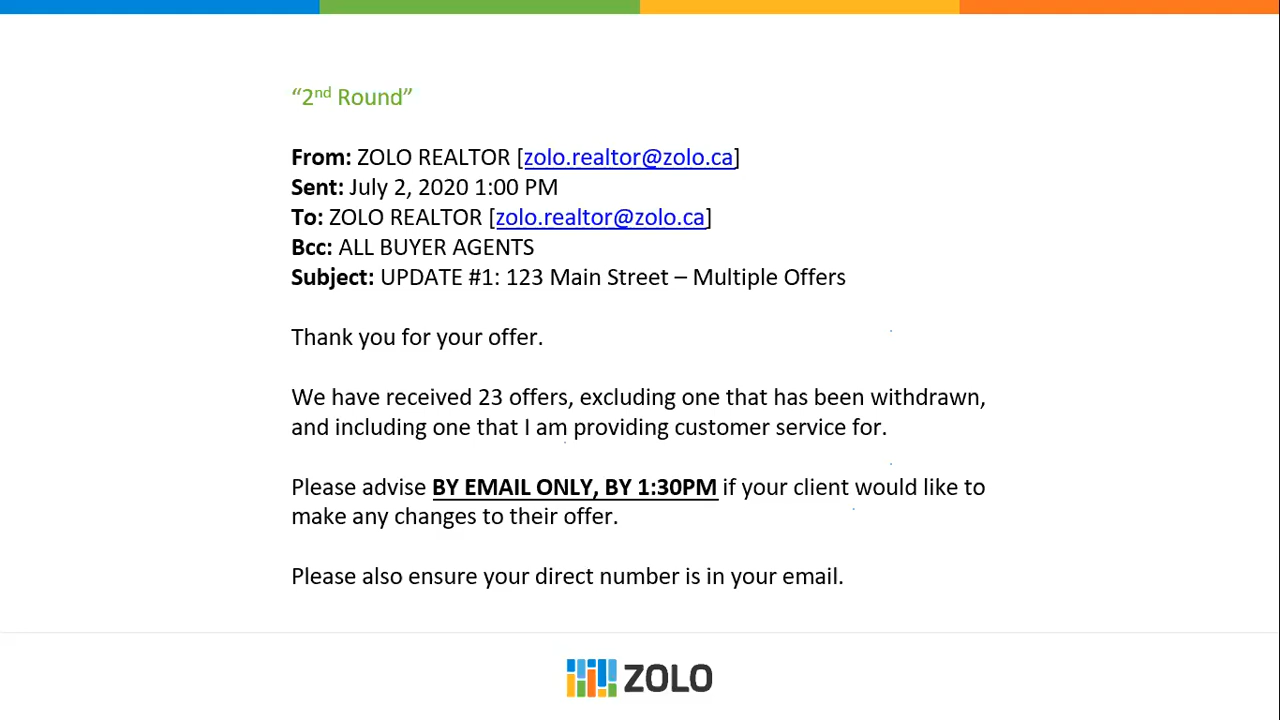 “2nd Round”
From: ZOLO REALTOR [zolo.realtor@zolo.ca]
Sent: July 2, 2020 1:00 PM
To: ZOLO REALTOR [zolo.realtor@zolo.ca]
Bcc: ALL BUYER AGENTS
Subject: UPDATE #1: 123 Main Street – Multiple Offers
Thank you for your offer.
We have received 23 offers, excluding one that has been withdrawn,
and including one that I am providing customer service for.
Please advise BY EMAIL ONLY, BY 1:30PM if your client would like to
make any changes to their offer.
Please also ensure your direct number is in your email.
ZOLO